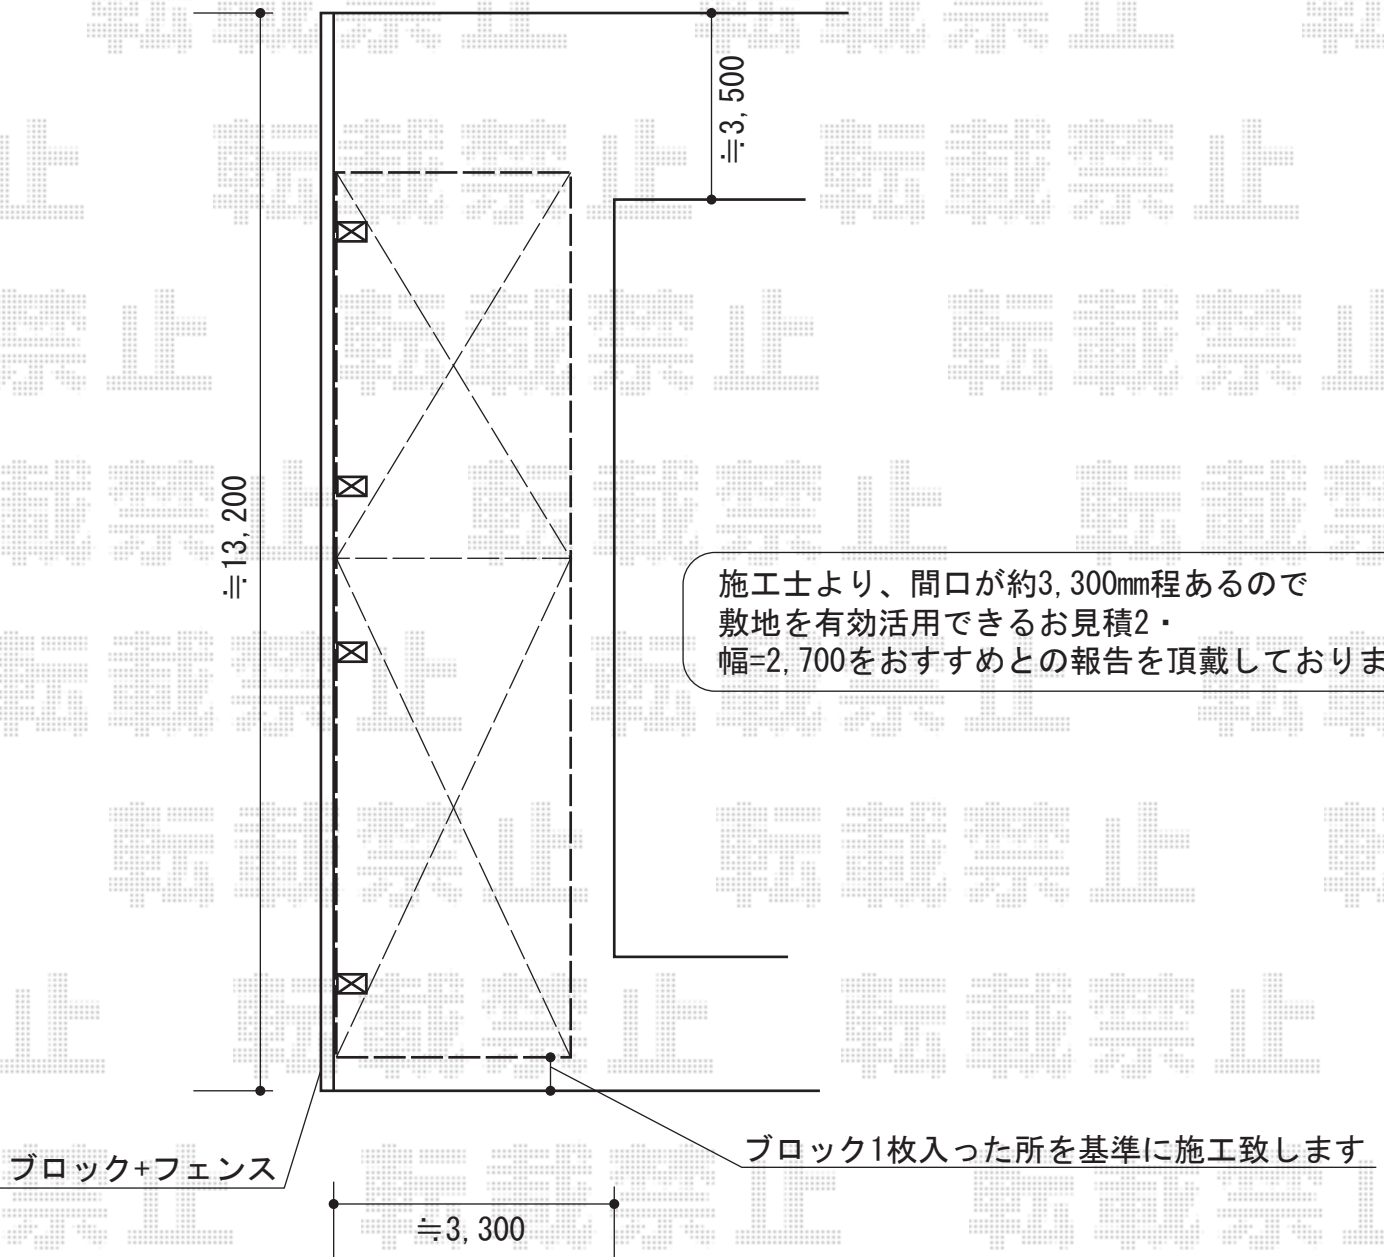 ≒3,500
≒13,200
施工士より、間口が約3,300mm程あるので
敷地を有効活用できるお見積2・
幅=2,700をおすすめとの報告を頂戴しておりま
ブロック1枚入った所を基準に施工致します
ブロック+フェンス
≒3,300
転載禁止